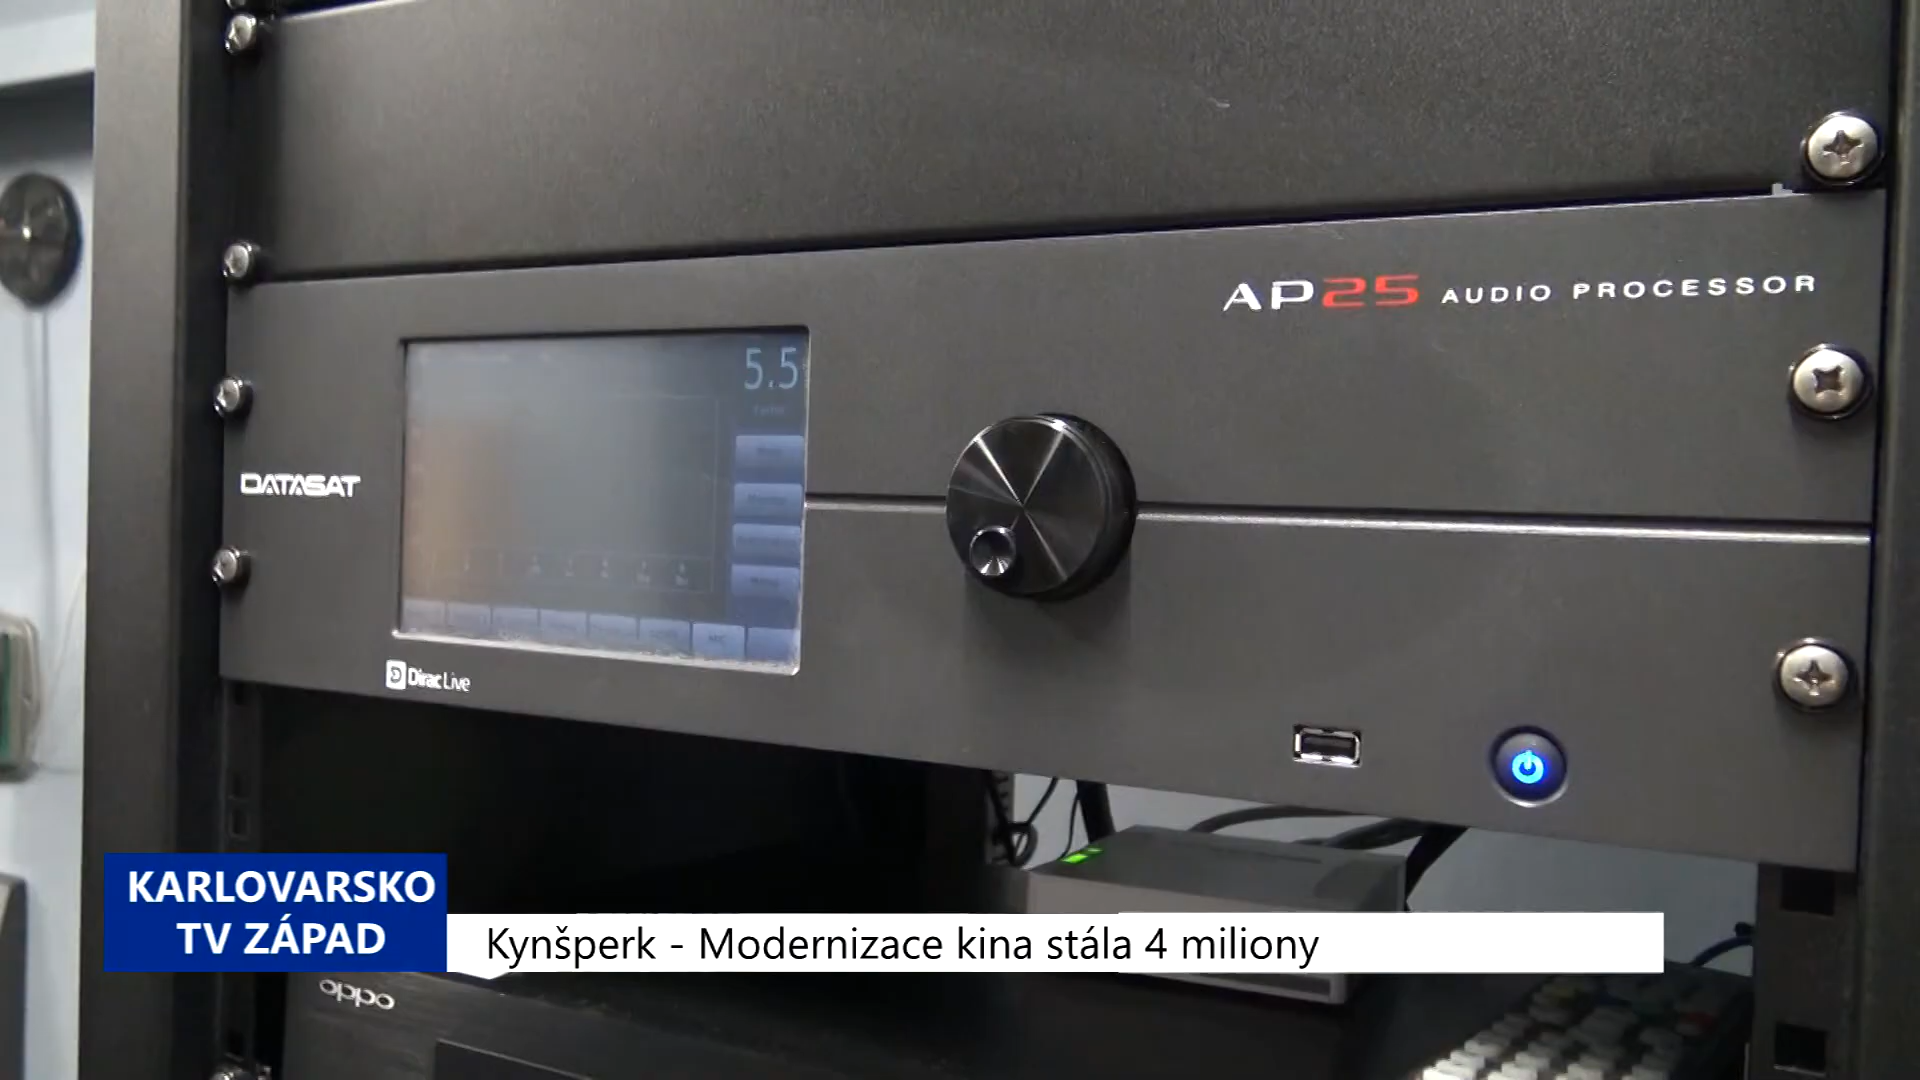 AP25 AUDIO PROCESSOR
5.5
DATASAT
Dirac Live
KARLOVARSKO
TV ZÁPAD
Kynšperk - Modernizace kina stála 4 miliony
oppo